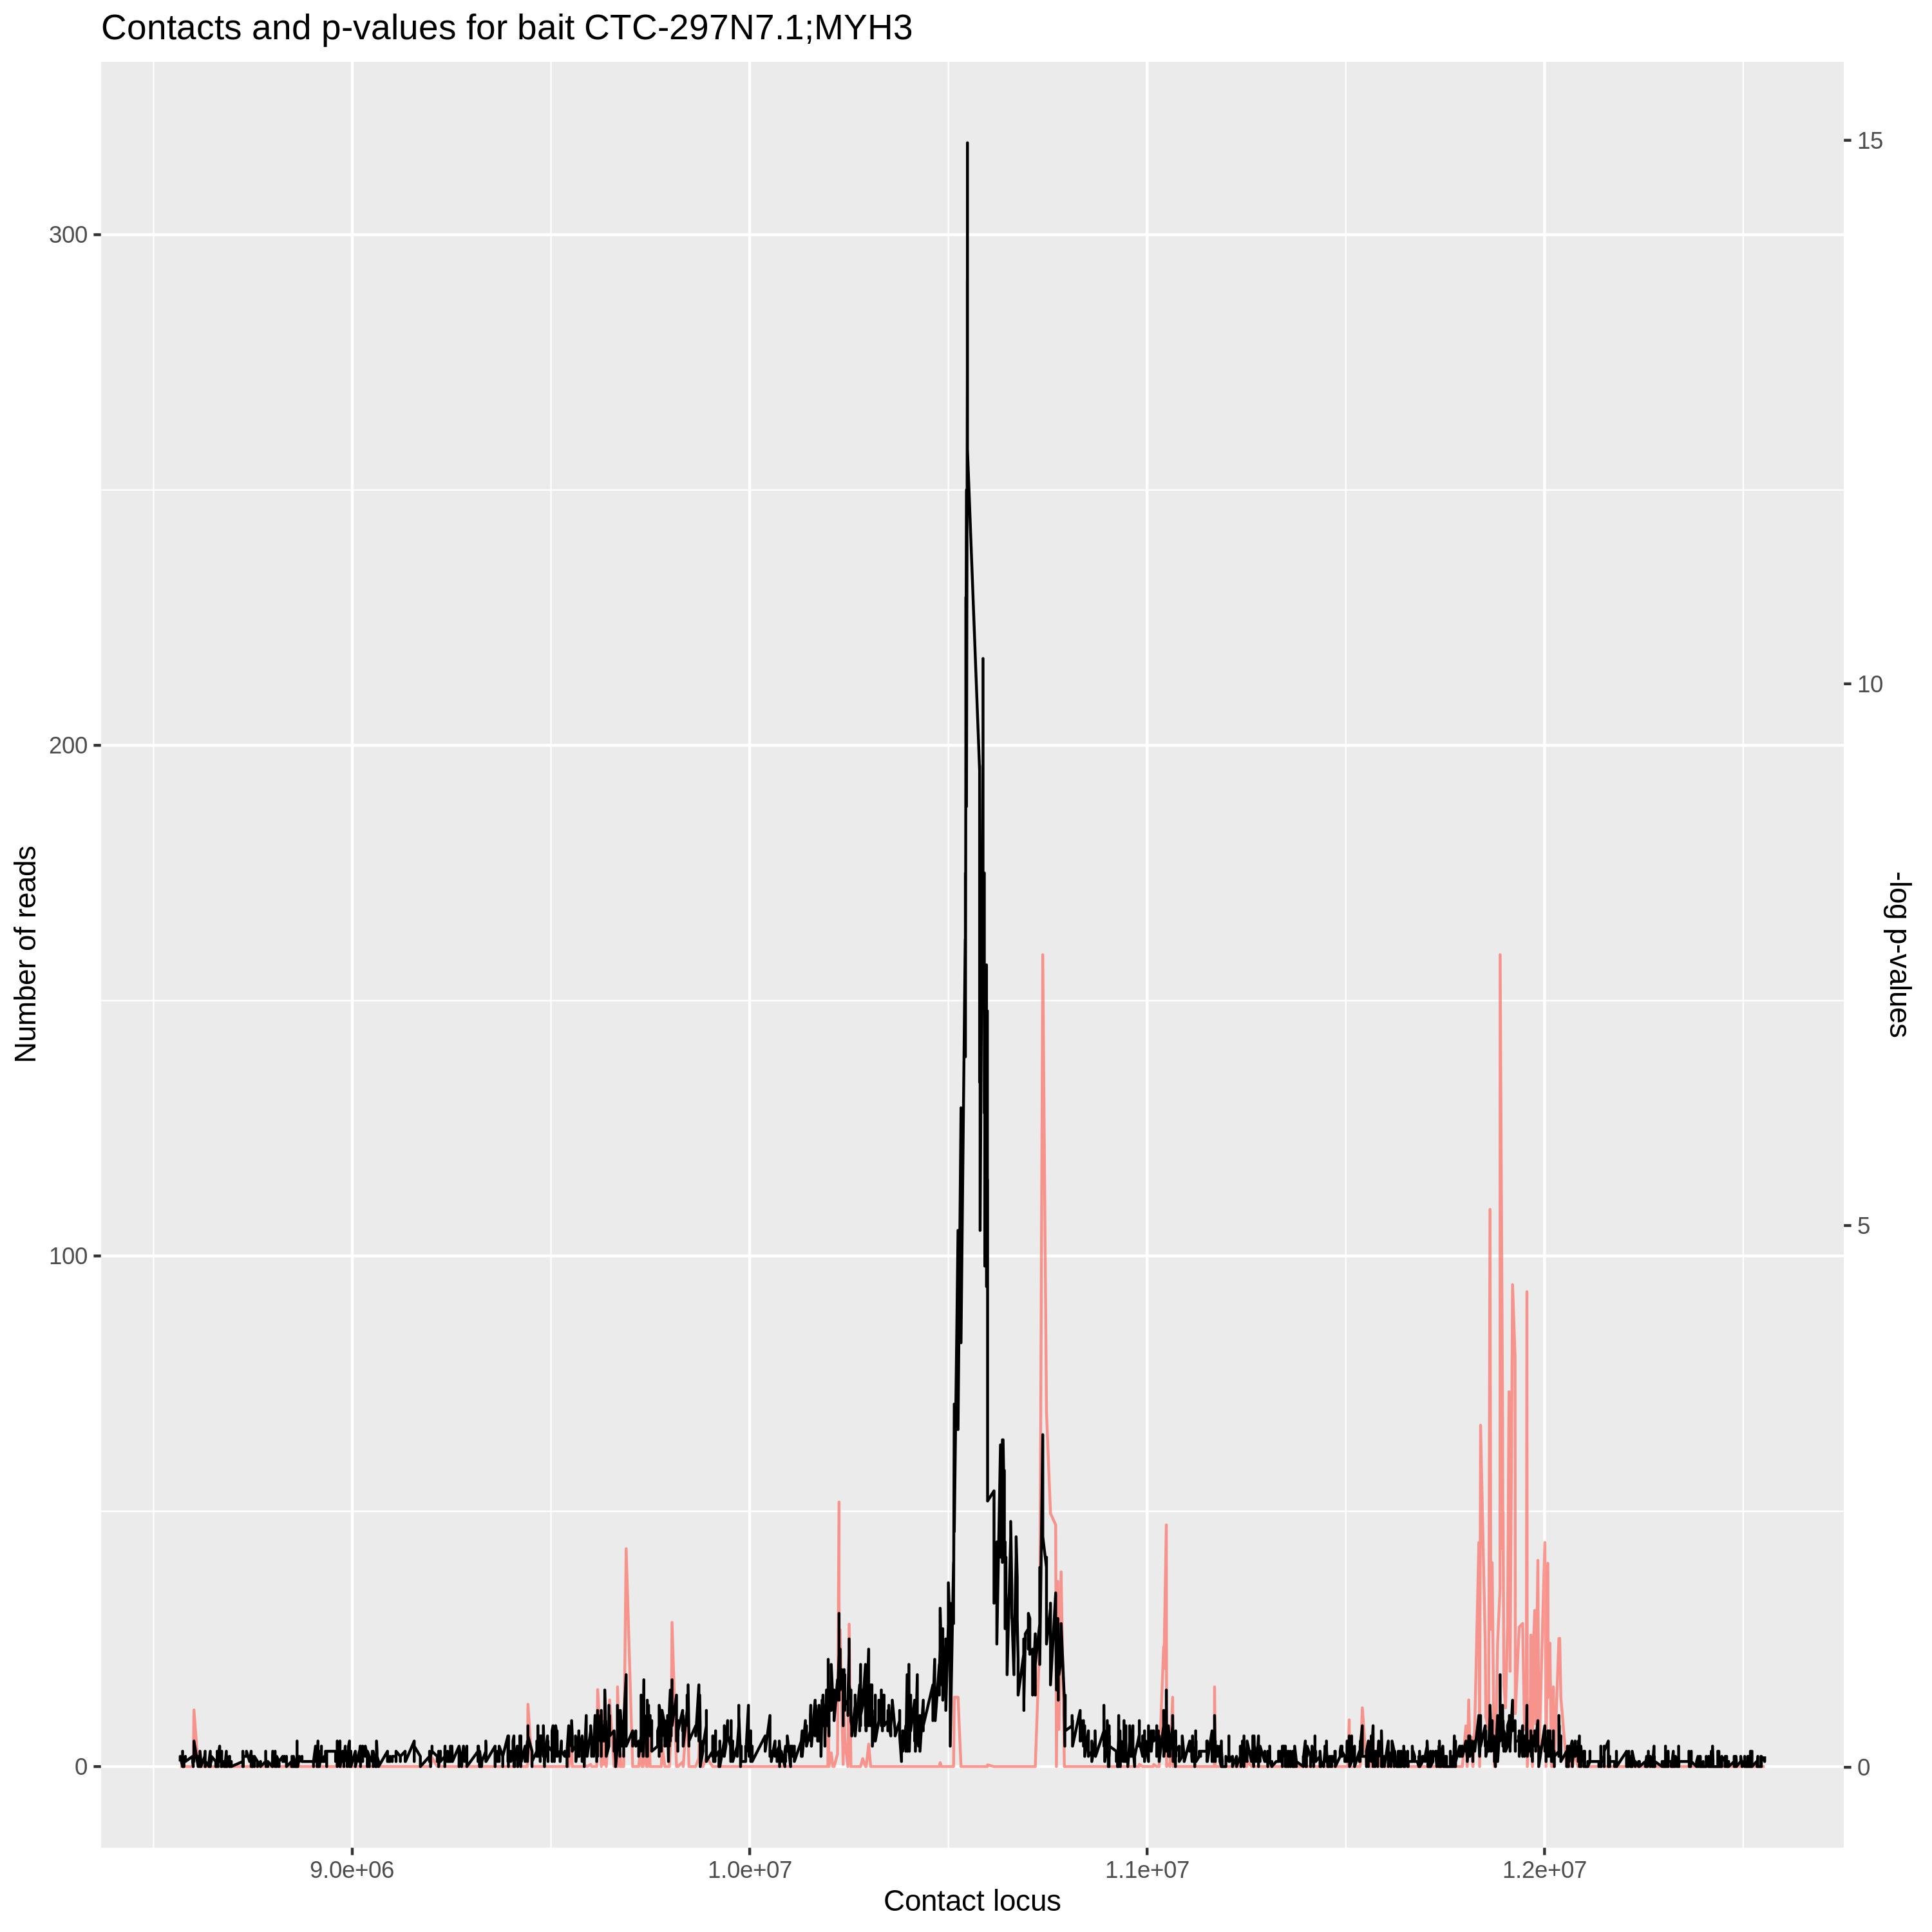 Contacts and p-values for bait CTC-297N7.1;MYH3
300
200
100
0
Number of reads
15
10
5
0
-log p-values
9.0e+06
1.0e+07
1.1e+07
1.2e+07
Contact locus